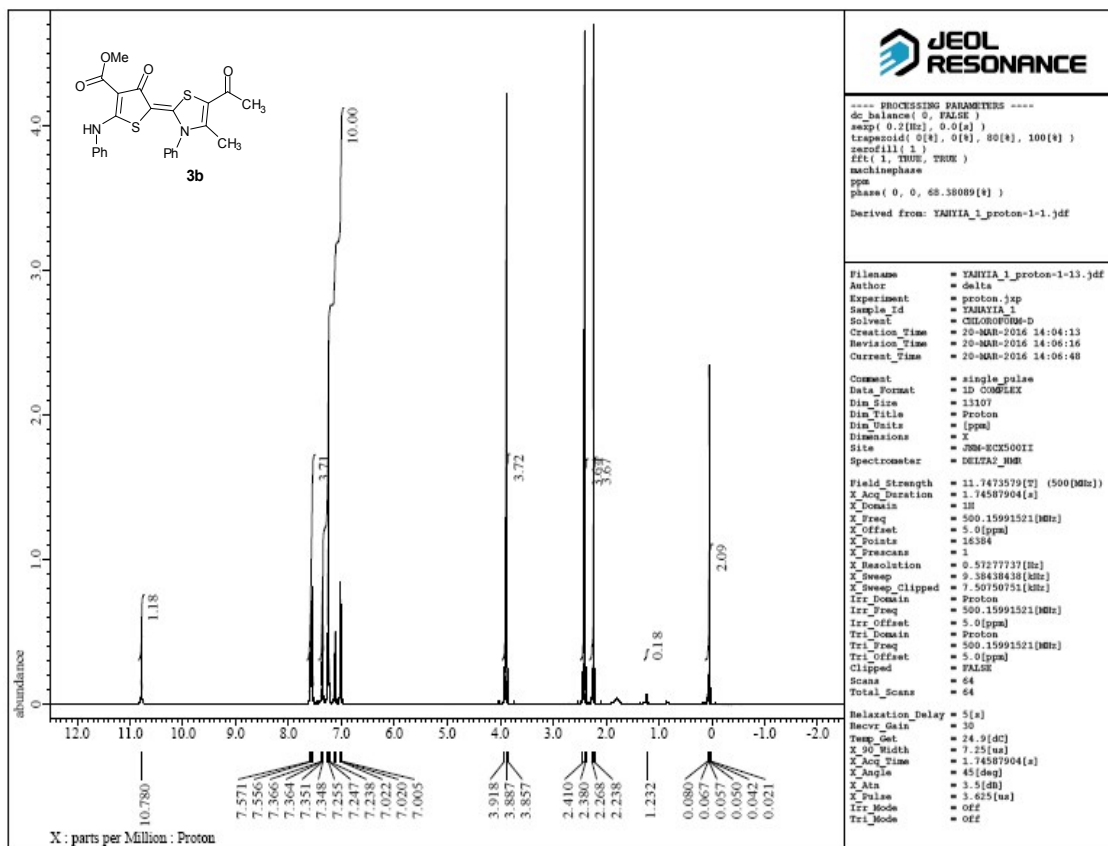 OMe
O
O
O
S
S
CH3
HN
S
N
CH3
Ph
Ph
3b
JEOL
RESONANCE
---- PROCESSING PARAMETERS ----
dc_balance( 0, FALSE )
sexp( 0.2[Hz], 0.0[s] )
trapezoid( 0[%], 0[%], 80[%], 100[%] )
zerofill( 1 )
fft( 1, TRUE, TRUE )
machinephase
ppm
phase( 0, 0, 68.38089[%] )
Derived from: YAHYIA_1_proton-1-1.jdf
Filename = YAHYIA_1_proton-1-13.jdf
Author = delta
Experiment = proton.jxp
Sample_Id = YAHAYIA_1
Solvent = CHLOROFORM-D
Creation_Time = 20-MAR-2016 14:04:13
Revision_Time = 20-MAR-2016 14:06:16
Current_Time = 20-MAR-2016 14:06:48
Comment = single_pulse
Data_Format = 1D COMPLEX
Dim_Size = 13107
Dim_Title = Proton
Dim_Units = [ppm]
Dimensions = X
Site = JNM-ECX500II
Spectrometer = DELTA2_NMR
Field_Strength = 11.7473579[T] (500[MHz])
X_Acq_Duration = 1.74587904[s]
X_Domain = 1H
X_Freq = 500.15991521[MHz]
X_Offset = 5.0[ppm]
X_Points = 16384
X_Prescans = 1
X_Resolution = 0.57277737[Hz]
X_Sweep = 9.38438438[kHz]
X_Sweep_Clipped = 7.50750751[kHz]
Irr_Domain = Proton
Irr_Freq = 500.15991521[MHz]
Irr_Offset = 5.0[ppm]
Tri_Domain = Proton
Tri_Freq = 500.15991521[MHz]
Tri_Offset = 5.0[ppm]
Clipped = FALSE
Scans = 64
Total_Scans = 64
Relaxation_Delay = 5[s]
Recvr_Gain = 30
Temp_Get = 24.9[dC]
X_90_Width = 7.25[us]
X_Acq_Time = 1.74587904[s]
X_Angle = 45[deg]
X_Atn = 3.5[dB]
X_Pulse = 3.625[us]
Irr_Mode = Off
Tri_Mode = Off
abundance
4.0
3.0
2.0
1.0
0
1.18
3.71
10.00
3.72
3.67
0.18
2.09
12.0 11.0 10.0 9.0 8.0 7.0 6.0 5.0 4.0 3.0 2.0 1.0 0 -1.0 -2.0
10.780
7.571
7.556
7.366
7.364
7.351
7.348
7.255
7.247
7.238
7.022
7.020
7.005
3.918
3.887
3.857
2.410
2.380
2.268
2.238
1.232
0.080
0.067
0.057
0.050
0.042
0.021
X : parts per Million : Proton